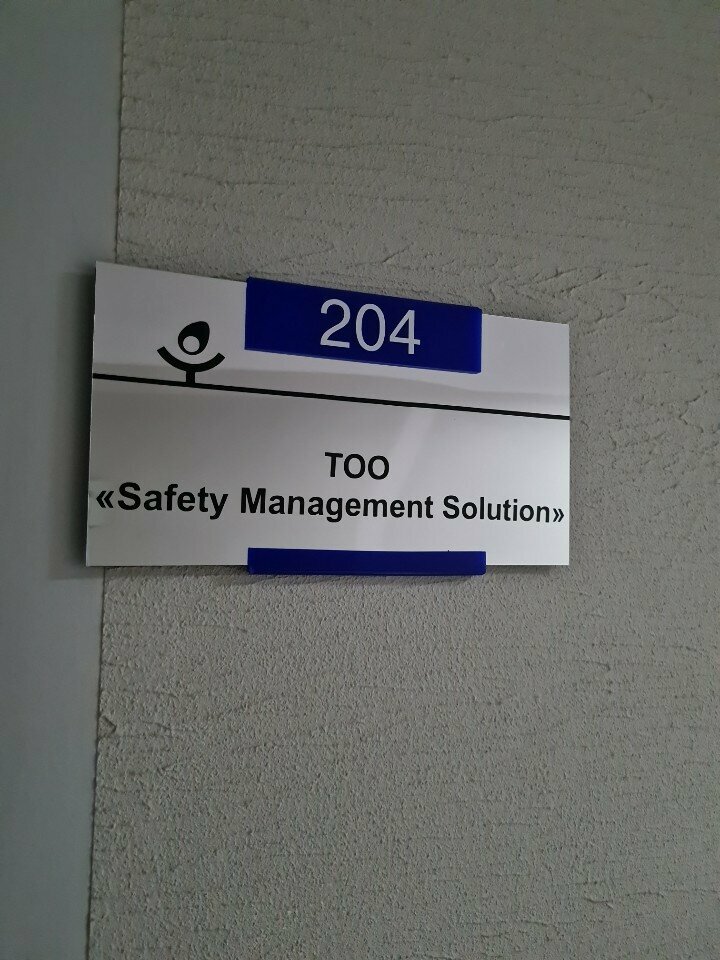 204
ТОО
«Safety Management Solution»